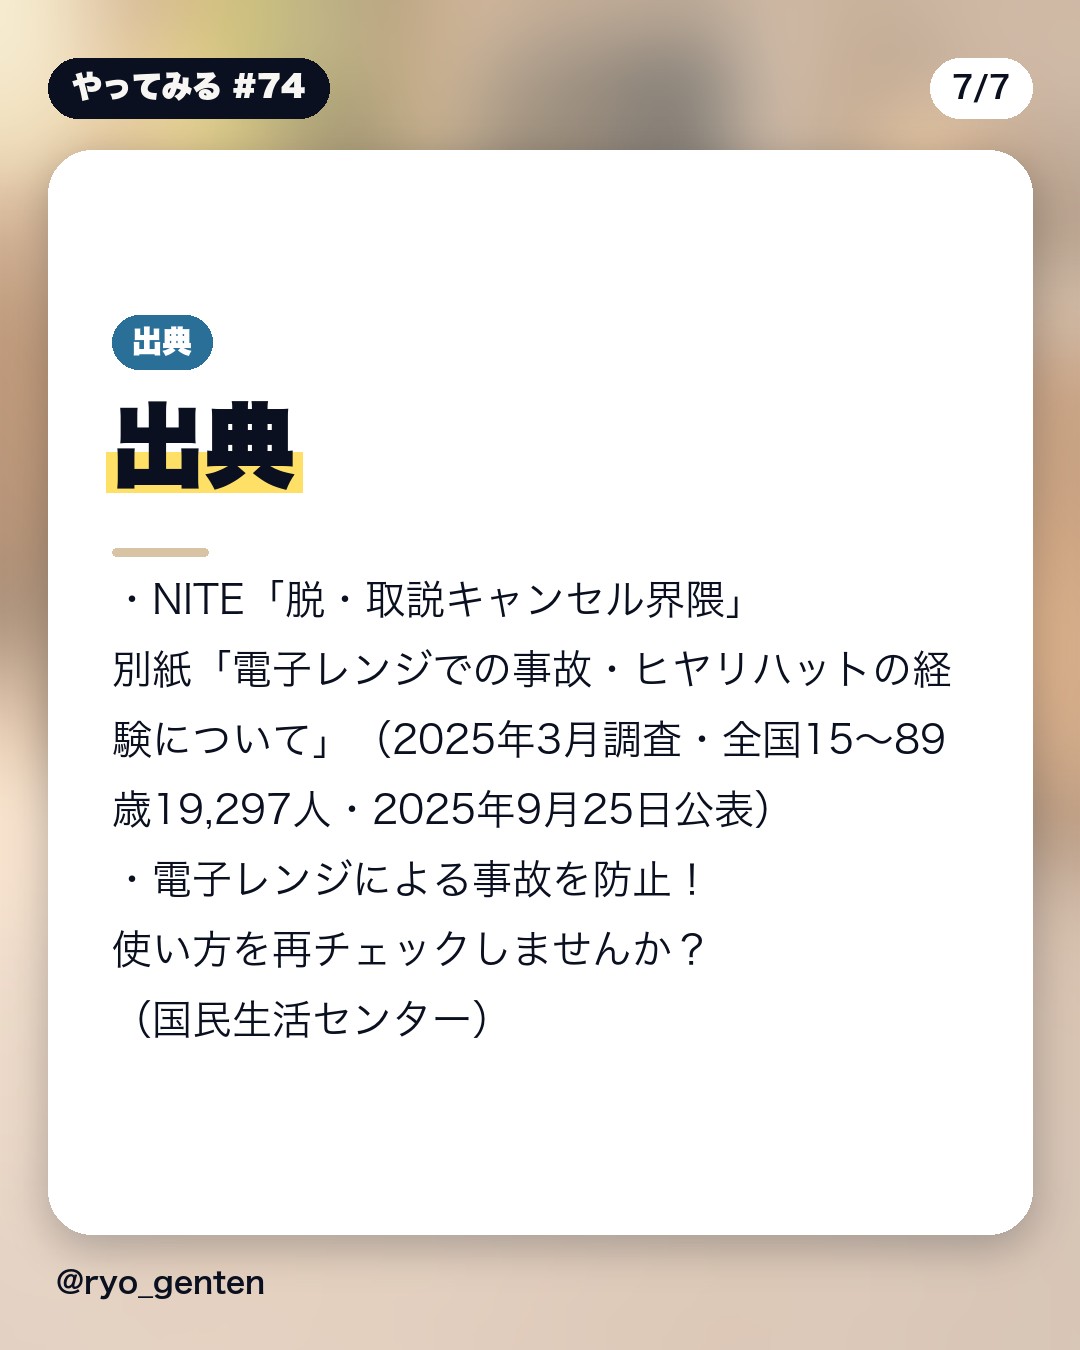 やってみる #74
7/7
出典
出典
・NITE「脱・取説キャンセル界隈」
別紙「電子レンジでの事故・ヒヤリハットの経
験について」（2025年3月調査・全国15〜89
歳19,297人・2025年9月25日公表）
・電子レンジによる事故を防止！
使い方を再チェックしませんか？
（国民生活センター）
@ryo_genten